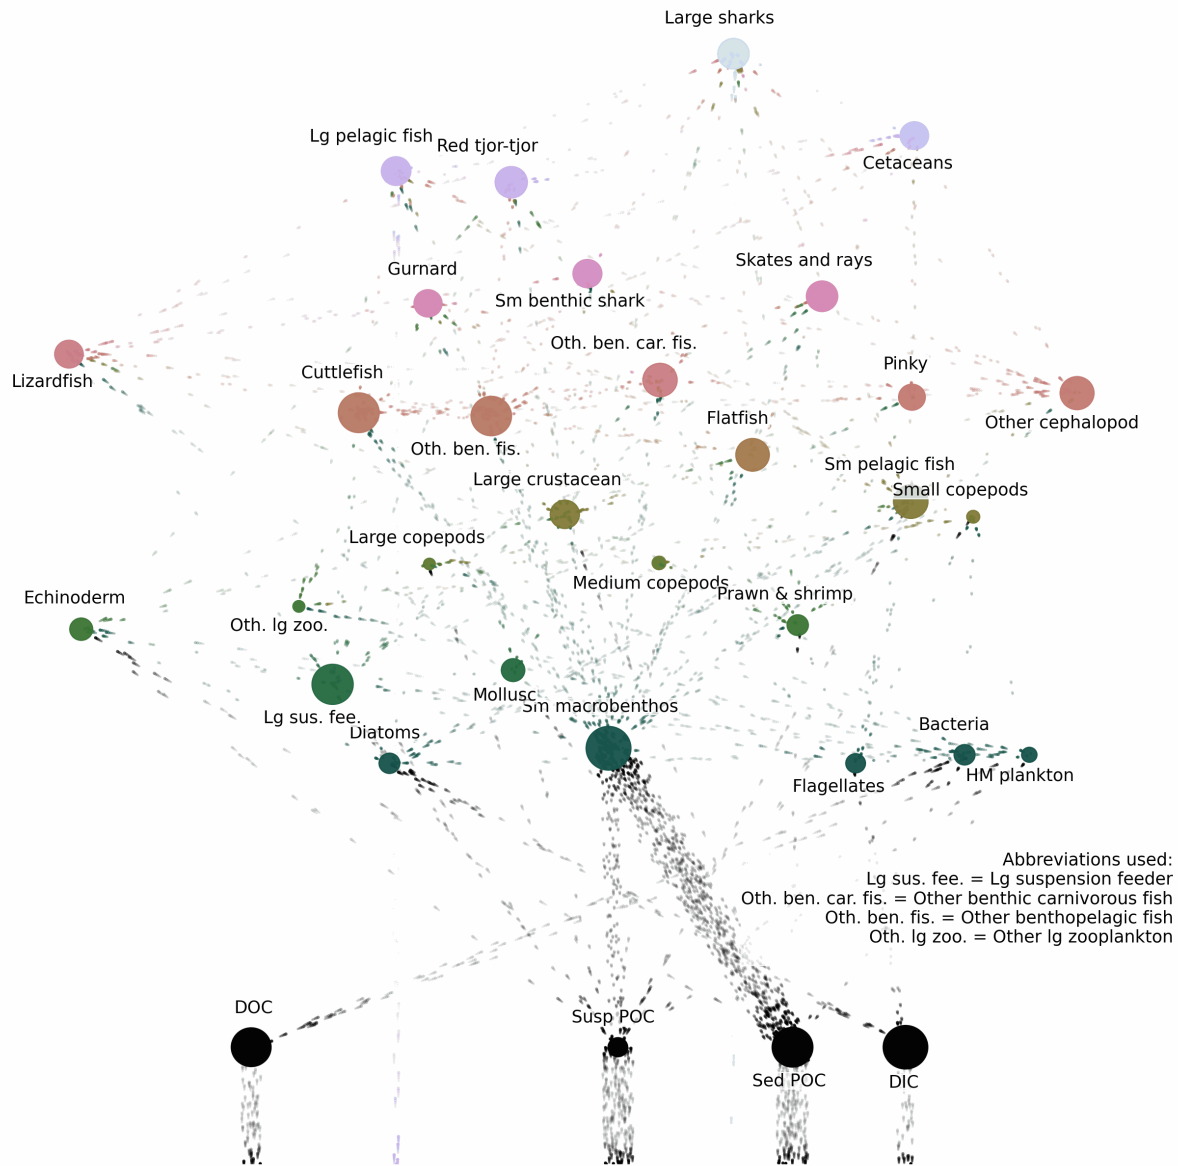 Large sharks
Lg pelagic fish
Red tjor-tjor
Cetaceans
Skates and rays
Gurnard
Sm benthic shark
Oth. ben. car. fis.
Pinky
Cuttlefish
Lizardfish
Flatfish
Other cephalopod
Oth. ben. fis.
Sm pelagic fish
Large crustacean
Small copepods
Large copepods
Medium copepods
Prawn & shrimp
Echinoderm
Oth. lg zoo.
Mollusc
Sm macrobenthos
Lg sus. fee.
Diatoms
Bacteria
HM plankton
Flagellates
Abbreviations used:
Lg sus. fee. = Lg suspension feeder
Oth. ben. car. fis. = Other benthic carnivorous fish
Oth. ben. fis. = Other benthopelagic fish
Oth. lg zoo. = Other lg zooplankton
DOC
Susp POC
Sed POC
DIC